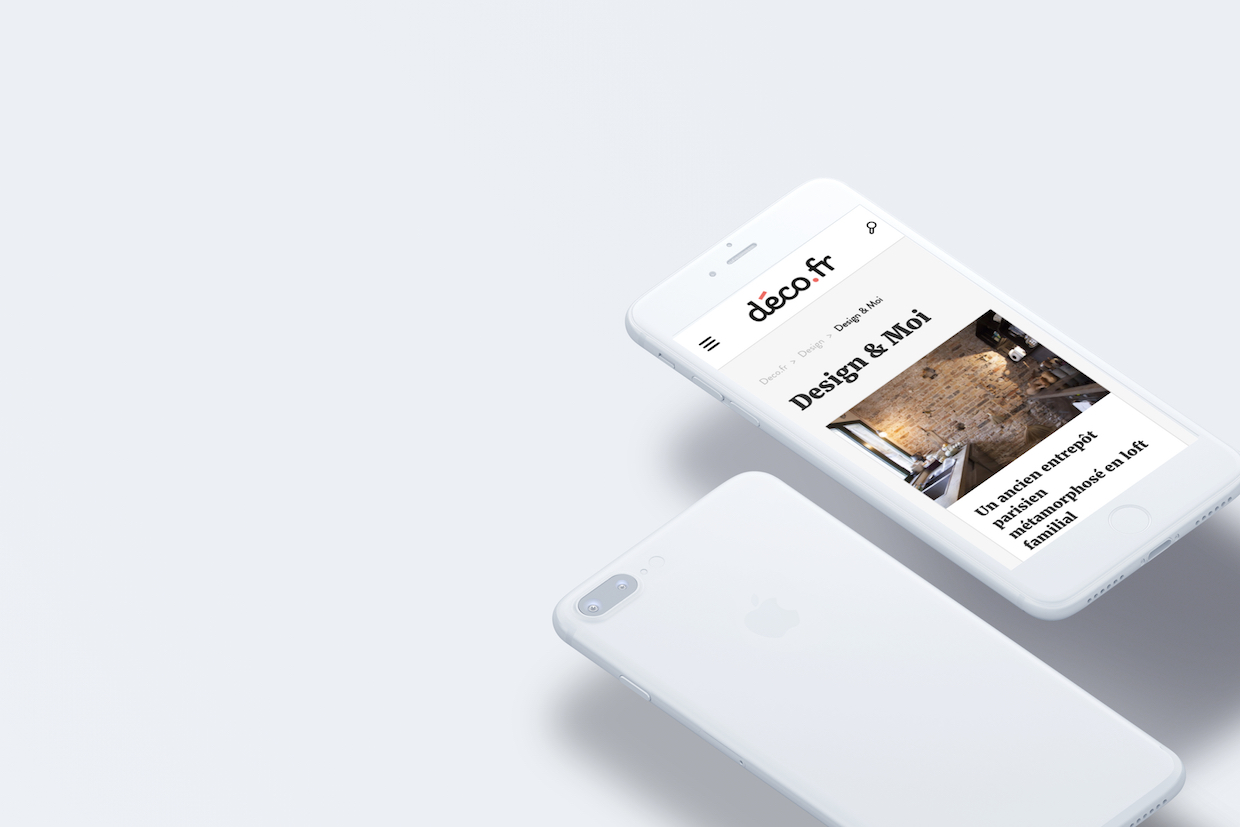 déco.fr
Deco.fr > Design > Design & Moi
Design & Moi
Un ancien entrepôt
parisien
métamorphosé en loft
familial